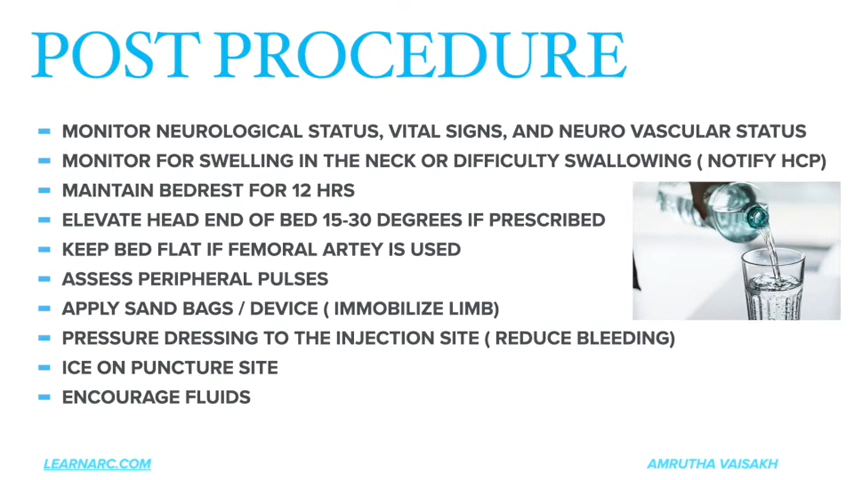 POST PROCEDURE
MONITOR NEUROLOGICAL STATUS, VITAL SIGNS, AND NEURO VASCULAR STATUS
MONITOR FOR SWELLING IN THE NECK OR DIFFICULTY SWALLOWING ( NOTIFY HCP)
MAINTAIN BEDREST FOR 12 HRS
ELEVATE HEAD END OF BED 15-30 DEGREES IF PRESCRIBED
KEEP BED FLAT IF FEMORAL ARTEY IS USED
ASSESS PERIPHERAL PULSES
APPLY SAND BAGS / DEVICE ( IMMOBILIZE LIMB)
PRESSURE DRESSING TO THE INJECTION SITE ( REDUCE BLEEDING)
ICE ON PUNCTURE SITE
ENCOURAGE FLUIDS
LEARNARC.COM
AMRUTHA VAISAKH